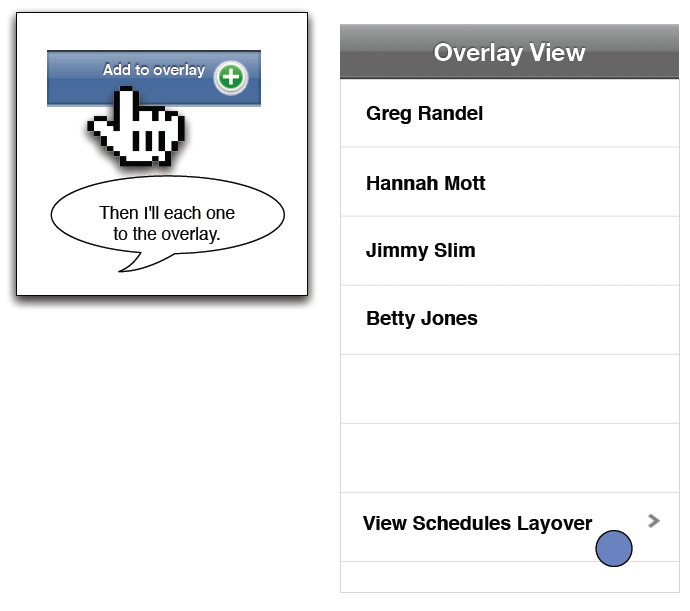 Add to overlay
Then I'll each one
to the overlay.
Overlay View
Greg Randel
Hannah Mott
Jimmy Slim
Betty Jones
View Schedules Layover